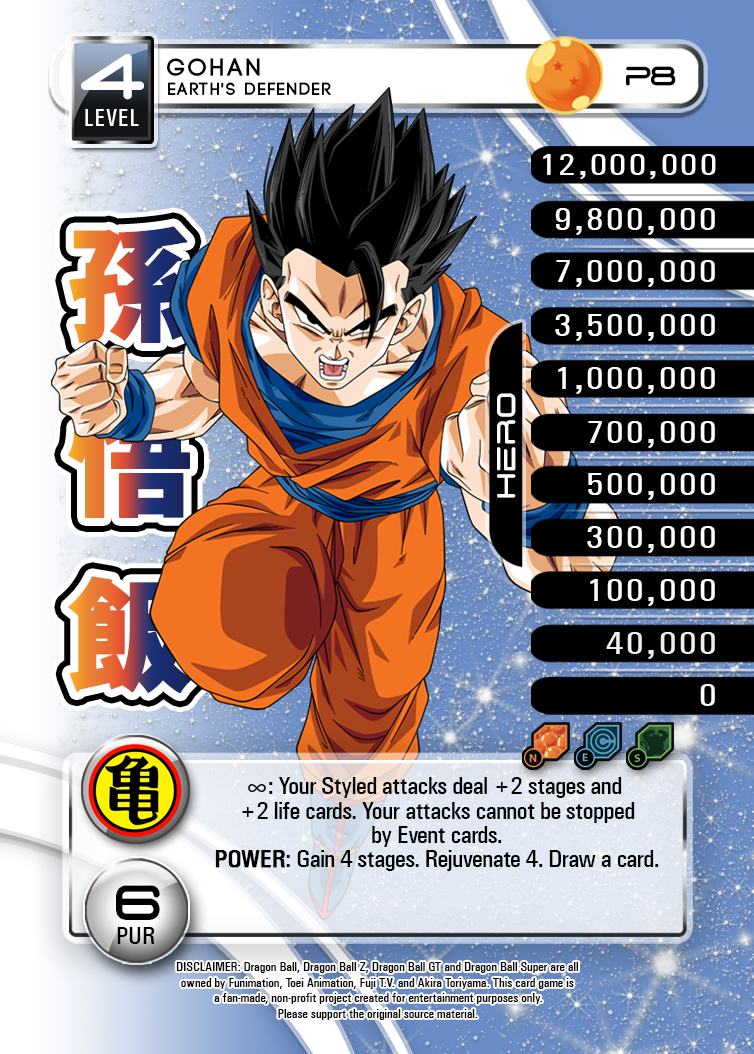 4
LEVEL
GOHAN
EARTH'S DEFENDER
P8
12,000,000
9,800,000
7,000,000
3,500,000
1,000,000
700,000
500,000
300,000
100,000
40,000
0
HERO
孫
悟
飯
N E S
亀
∞: Your Styled attacks deal +2 stages and
+2 life cards. Your attacks cannot be stopped
by Event cards.
POWER: Gain 4 stages. Rejuvenate 4. Draw a card.
6
PUR
DISCLAIMER: Dragon Ball, Dragon Ball Z, Dragon Ball GT and Dragon Ball Super are all
owned by Funimation, Toei Animation, Fuji T.V. and Akira Toriyama. This card game is
a fan-made, non-profit project created for entertainment purposes only.
Please support the original source material.